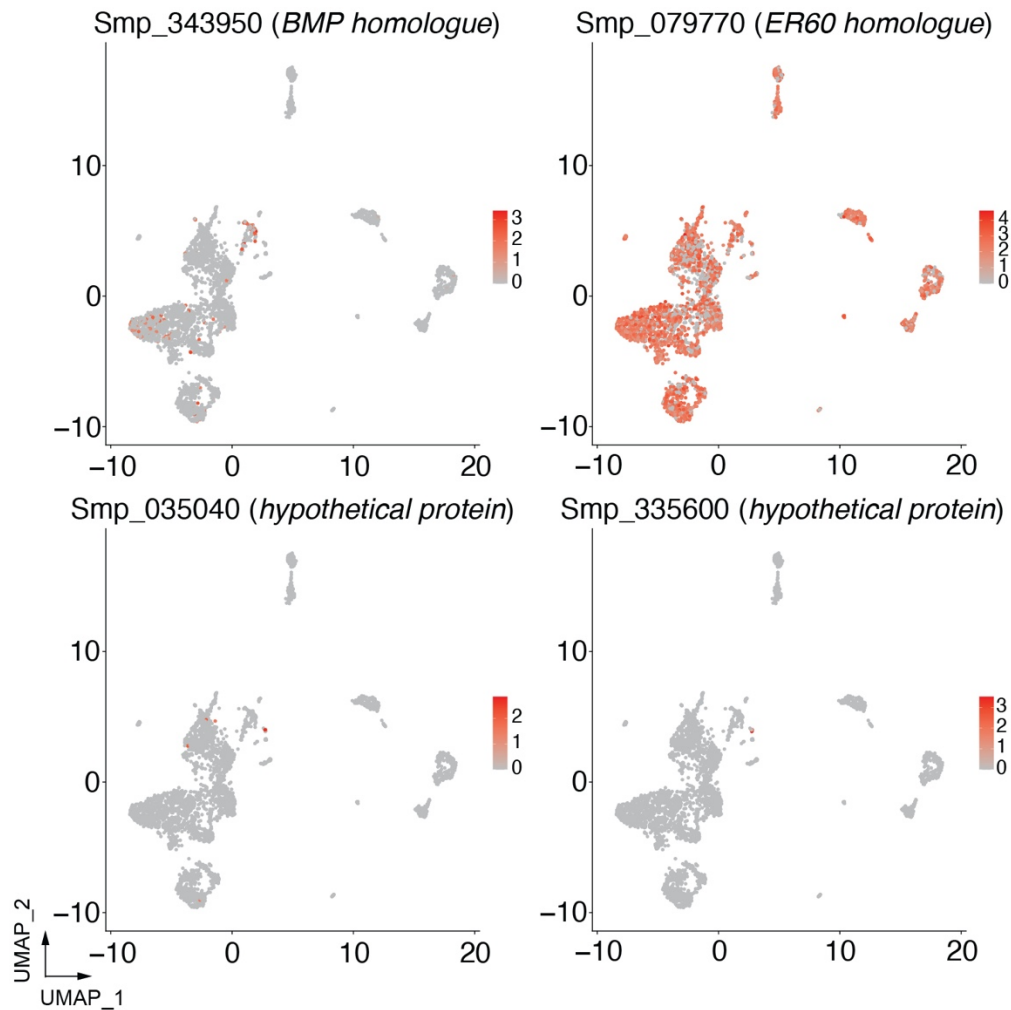 Smp_343950 (BMP homologue)
10
0
−10
3
2
1
0
−10 0 10 20
Smp_079770 (ER60 homologue)
10
0
−10
4
3
2
1
0
−10 0 10 20
Smp_035040 (hypothetical protein)
10
0
−10
2
1
0
−10 0 10 20
Smp_335600 (hypothetical protein)
10
0
−10
3
2
1
0
−10 0 10 20
UMAP_2
UMAP_1